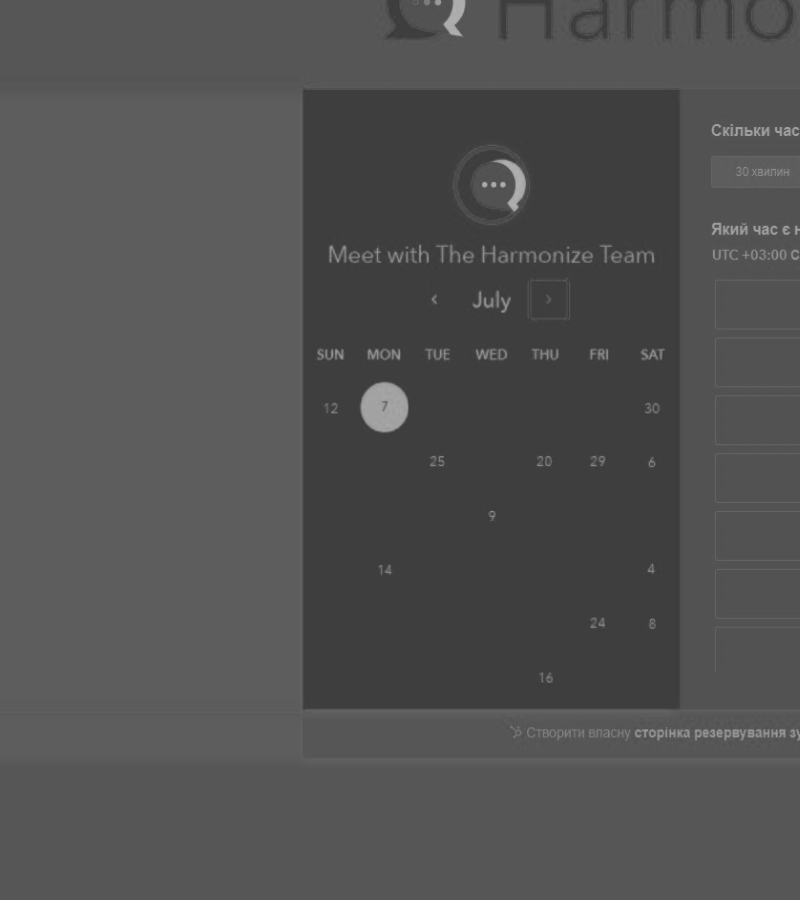 Harmo
Meet with The Harmonize Team
July
SUN MON TUE WED THU FRI SAT
12 7 30
25 20 29 6
9
14 4
24 8
16
Скільки час
30 хвилин
Який час є н
UTC +03:00 С
Створити власну сторінка резервування зу